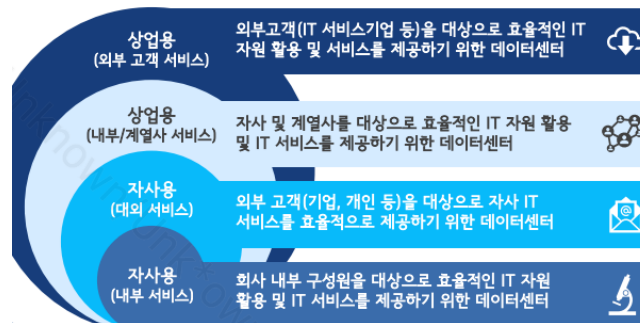 상업용
(외부 고객 서비스)
외부고객(IT 서비스기업 등)을 대상으로 효율적인 IT
자원 활용 및 서비스를 제공하기 위한 데이터센터
상업용
(내부/계열사 서비스)
자사 및 계열사를 대상으로 효율적인 IT 자원 활용
및 IT 서비스를 제공하기 위한 데이터센터
자사용
(대외 서비스)
외부 고객(기업, 개인 등)을 대상으로 자사 IT
서비스를 효율적으로 제공하기 위한 데이터센터
자사용
(내부 서비스)
회사 내부 구성원을 대상으로 효율적인 IT 자원
활용 및 IT 서비스를 제공하기 위한 데이터센터